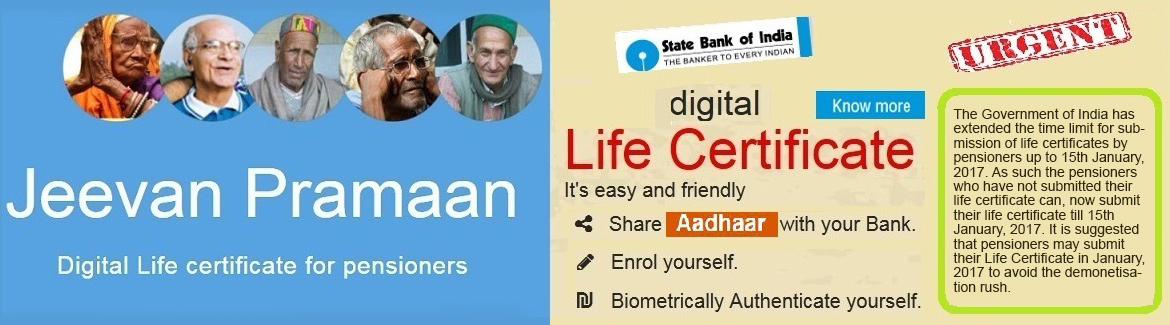 Jeevan Pramaan
Digital Life certificate for pensioners
State Bank of India
THE BANKER TO EVERY INDIAN
digital
Know more
Life Certificate
It's easy and friendly
Share Aadhaar with your Bank.
Enrol yourself.
Biometrically Authenticate yourself.
URGENT
The Government of India has
extended the time limit for sub-
mission of life certificates by
pensioners up to 15th January,
2017. As such the pensioners
who have not submitted their
life certificate can, now submit
their life certificate till 15th
January, 2017. It is suggested
that pensioners may submit
their Life Certificate in January,
2017 to avoid the demonetisa-
tion rush.